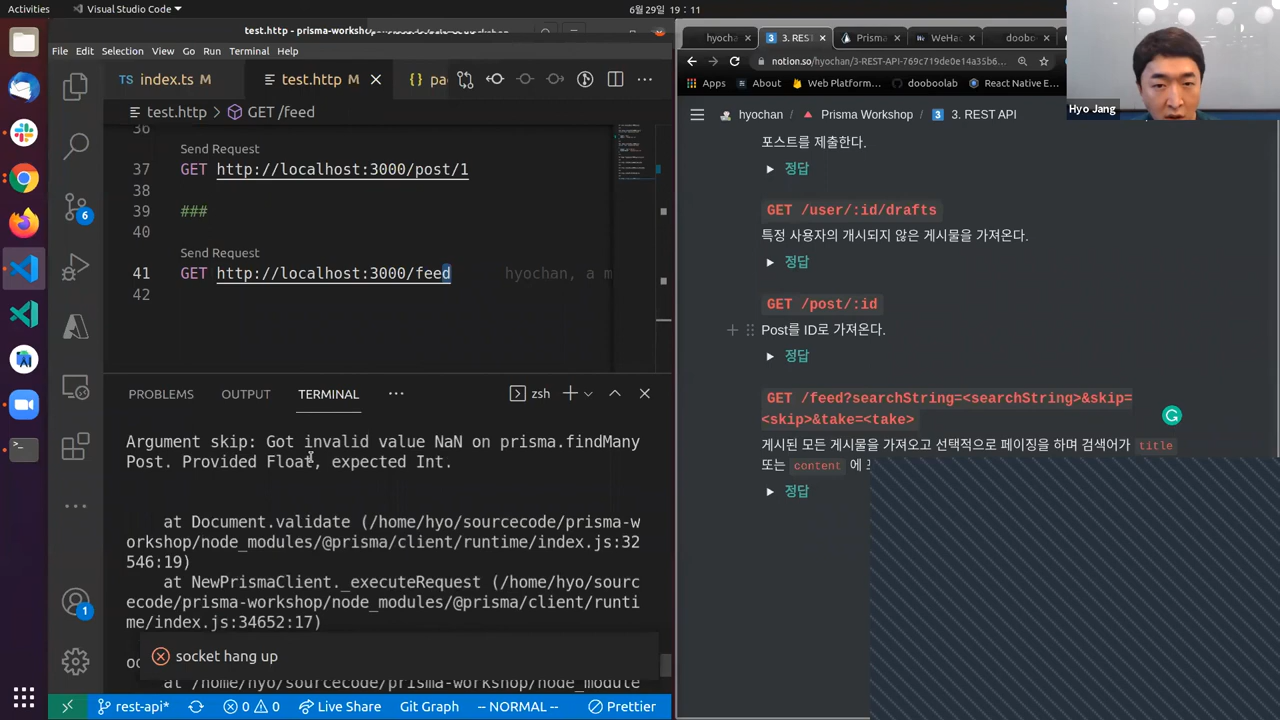 Activities
Visual Studio Code
6월 29일 19 : 11
test.http - prisma-workshop
File Edit Selection View Go Run Terminal Help
TS index.ts
test.http
{} pa
test.http > GET /feed
36
Send Request
37 GET http://localhost:3000/post/1
38
39 ###
40
Send Request
41 GET http://localhost:3000/feed hyochan, a m
42
6
1
PROBLEMS OUTPUT TERMINAL
zsh
Argument skip: Got invalid value NaN on prisma.findMany
Post. Provided Float, expected Int.
at Document.validate (/home/hyo/sourcecode/prisma-w
orkshop/node_modules/@prisma/client/runtime/index.js:32
546:19)
at NewPrismaClient._executeRequest (/home/hyo/sourc
ecode/prisma-workshop/node_modules/@prisma/client/runti
me/index.js:34652:17)
socket hang up
at /home/hyo/sourcecode/prisma-workshop/node_module
rest-api* 0 0 Live Share Git Graph -- NORMAL -- Prettier
hyocha
3. REST
Prisma
WeHac
doobo
notion.so/hyochan/3-REST-API-769c719de0e14a35b6...
Apps About Web Platform... dooboolab React Native E
hyochan / Prisma Workshop / 3 3. REST API
포스트를 제출한다.
정답
GET /user/:id/drafts
특정 사용자의 개시되지 않은 게시물을 가져온다.
정답
GET /post/:id
Post를 ID로 가져온다.
정답
GET /feed?searchString=<searchString>&skip=
<skip>&take=<take>
게시된 모든 게시물을 가져오고 선택적으로 페이징을 하며 검색어가 title
또는 content 에
정답
Hyo Jang